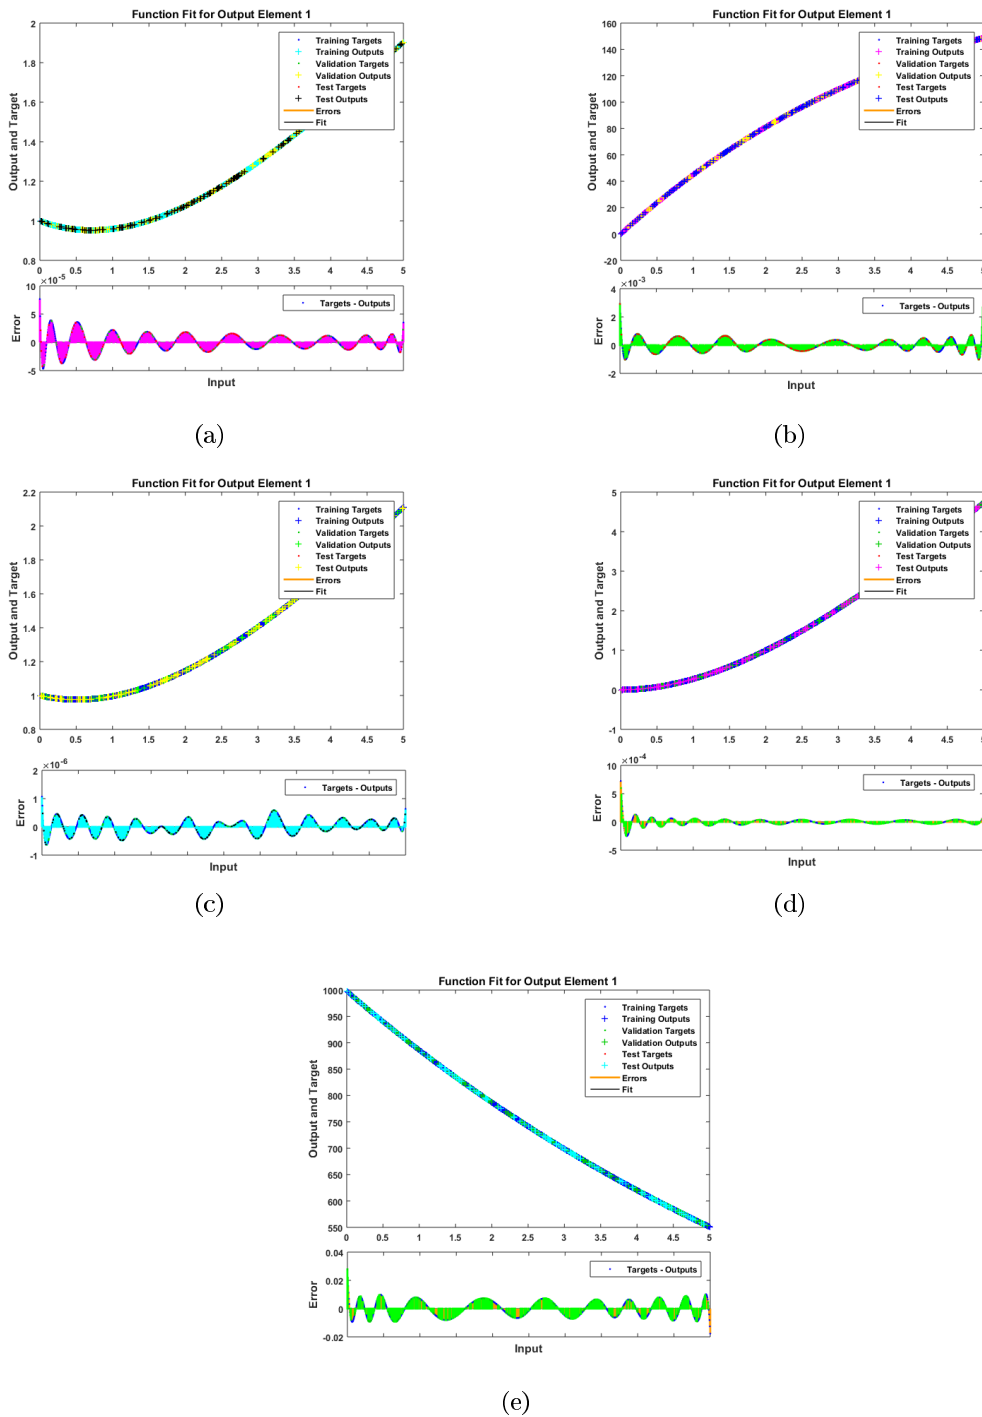 Function Fit for Output Element 1
2
1.8
1.6
1.4
1.2
1
0.8
Output and Target
Training Targets
Training Outputs
Validation Targets
Validation Outputs
Test Targets
Test Outputs
Errors
Fit
0 0.5 1 1.5 2 2.5 3 3.5 4 4.5 5
×10^-5
10
5
0
-5
Error
Targets - Outputs
Input
(a)
Function Fit for Output Element 1
160
140
120
100
80
60
40
20
0
-20
Output and Target
Training Targets
Training Outputs
Validation Targets
Validation Outputs
Test Targets
Test Outputs
Errors
Fit
0 0.5 1 1.5 2 2.5 3 3.5 4 4.5 5
×10^-3
4
2
0
-2
Error
Targets - Outputs
Input
(b)
Function Fit for Output Element 1
2.2
2
1.8
1.6
1.4
1.2
1
0.8
Output and Target
Training Targets
Training Outputs
Validation Targets
Validation Outputs
Test Targets
Test Outputs
Errors
Fit
0 0.5 1 1.5 2 2.5 3 3.5 4 4.5 5
×10^-6
2
1
0
-1
Error
Targets - Outputs
Input
(c)
Function Fit for Output Element 1
5
4
3
2
1
0
-1
Output and Target
Training Targets
Training Outputs
Validation Targets
Validation Outputs
Test Targets
Test Outputs
Errors
Fit
0 0.5 1 1.5 2 2.5 3 3.5 4 4.5 5
×10^-4
10
5
0
-5
Error
Targets - Outputs
Input
(d)
Function Fit for Output Element 1
1000
950
900
850
800
750
700
650
600
550
Output and Target
Training Targets
Training Outputs
Validation Targets
Validation Outputs
Test Targets
Test Outputs
Errors
Fit
0 0.5 1 1.5 2 2.5 3 3.5 4 4.5 5
0.04
0.02
0
-0.02
Error
Targets - Outputs
Input
(e)